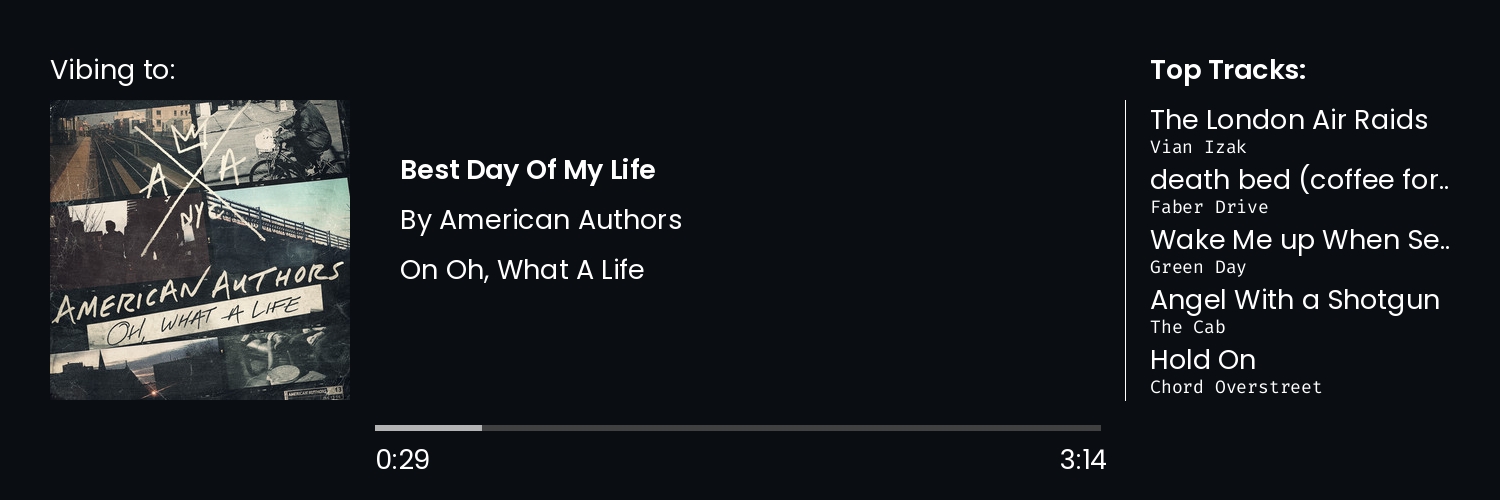 Vibing to:
A A
NYC
AMERICAN AUTHORS
OH, WHAT A LIFE
Best Day Of My Life
By American Authors
On Oh, What A Life
0:29
3:14
Top Tracks:
The London Air Raids
Vian Izak
death bed (coffee for..
Faber Drive
Wake Me up When Se..
Green Day
Angel With a Shotgun
The Cab
Hold On
Chord Overstreet